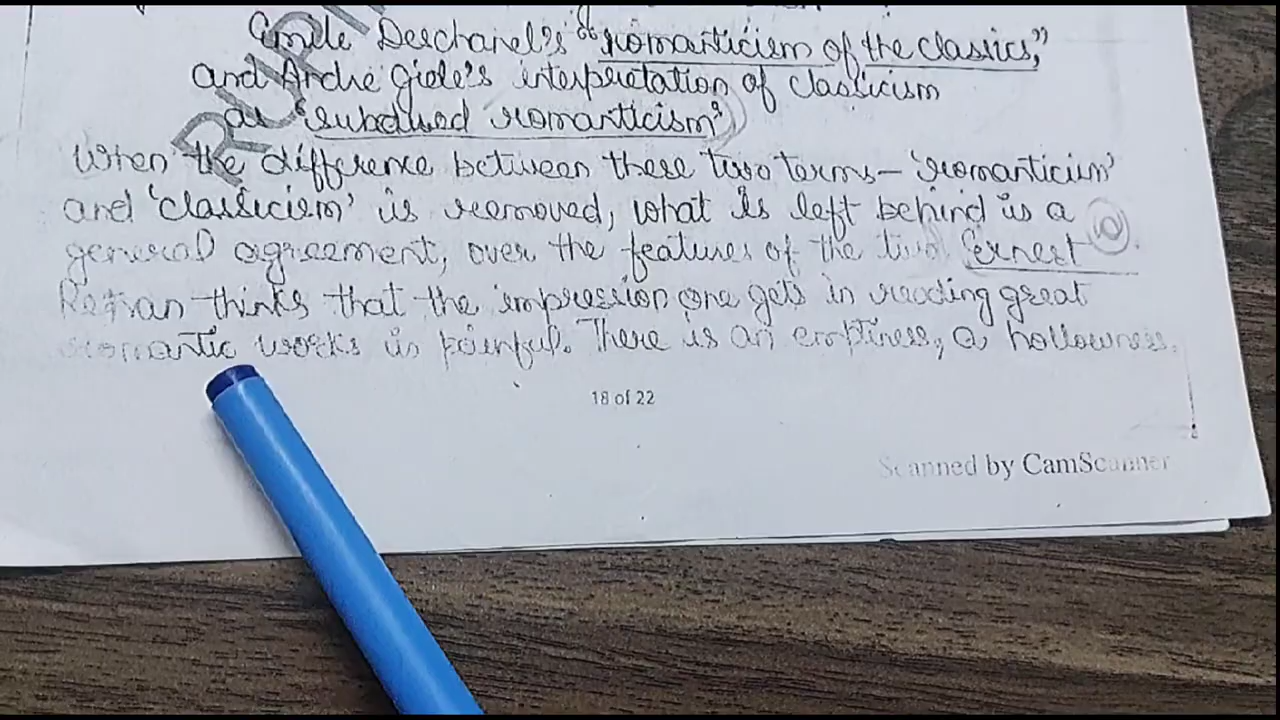 Emile Deschanel's "romanticism of the classics,"
and Andre Giele's interpretation of classicism
as 'subdued romanticism'
When the difference between these two terms – 'romanticism'
and 'classicism' is removed, what is left behind is a
general agreement, over the features of the two Ernest 10.
Renan thinks that the impression one gets in reading great
romantic works is painful. There is an emptiness, a hollowness.
18 of 22
Scanned by CamScanner